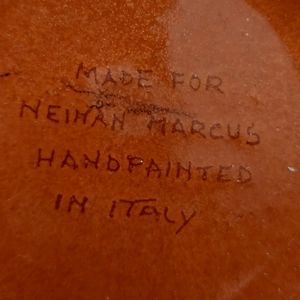 MADE FOR
NEIMAN MARCUS
HANDPAINTED
IN ITALY